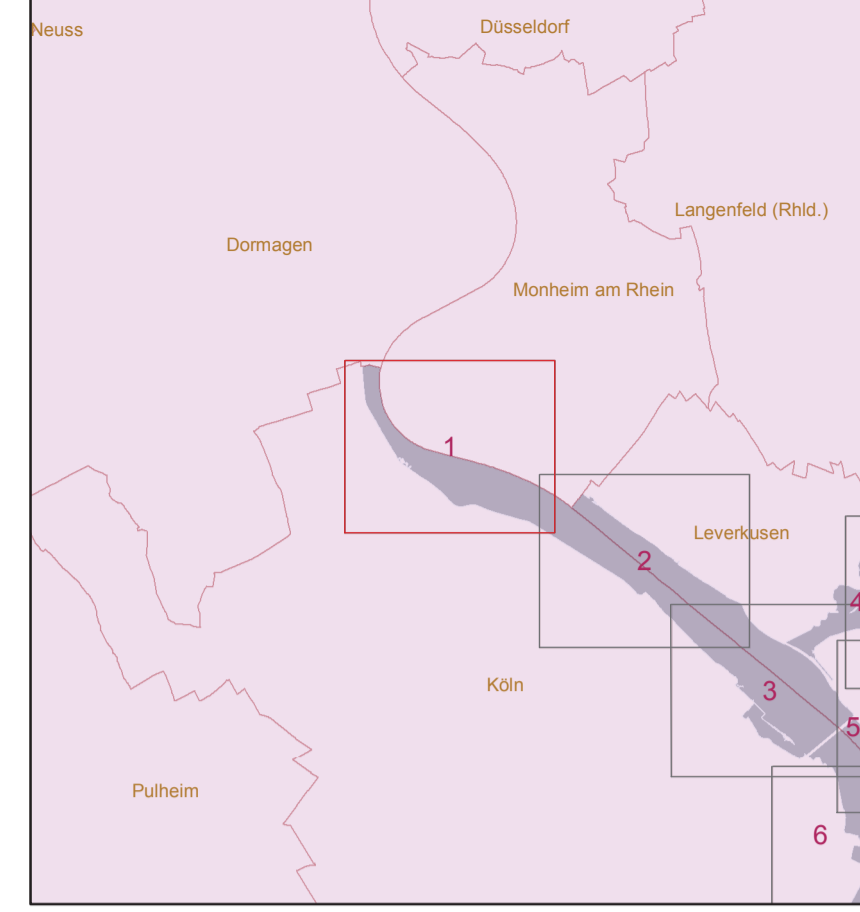 Neuss
Düsseldorf
Langenfeld (Rhld.)
Dormagen
Monheim am Rhein
1
Leverkusen
2
4
Köln
3
5
Pulheim
6